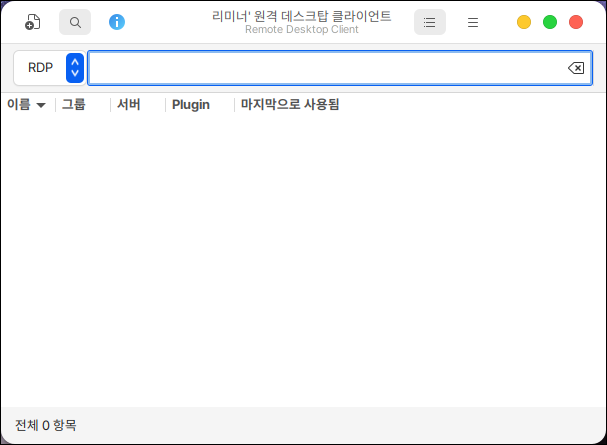 리미너' 원격 데스크탑 클라이언트
Remote Desktop Client
RDP
이름 그룹 서버 Plugin 마지막으로 사용됨
전체 0 항목